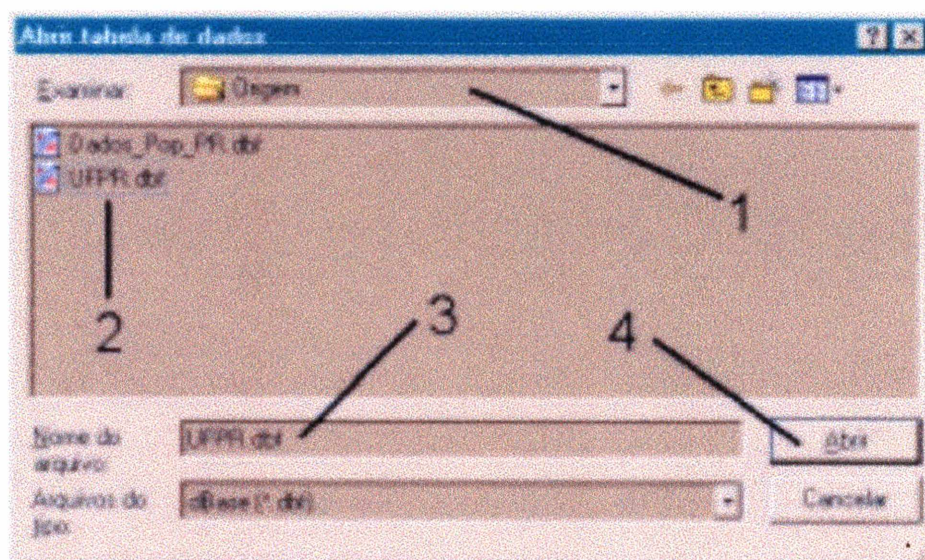 Abre tabela de dados
Examinar: Origem
1
Dados_Pop_PR.dbf
UFPR.dbf
2
3
4
Nome do arquivo: UFPR.dbf
Abrir
Arquivos do tipo: dBase (*.dbf)
Cancelar